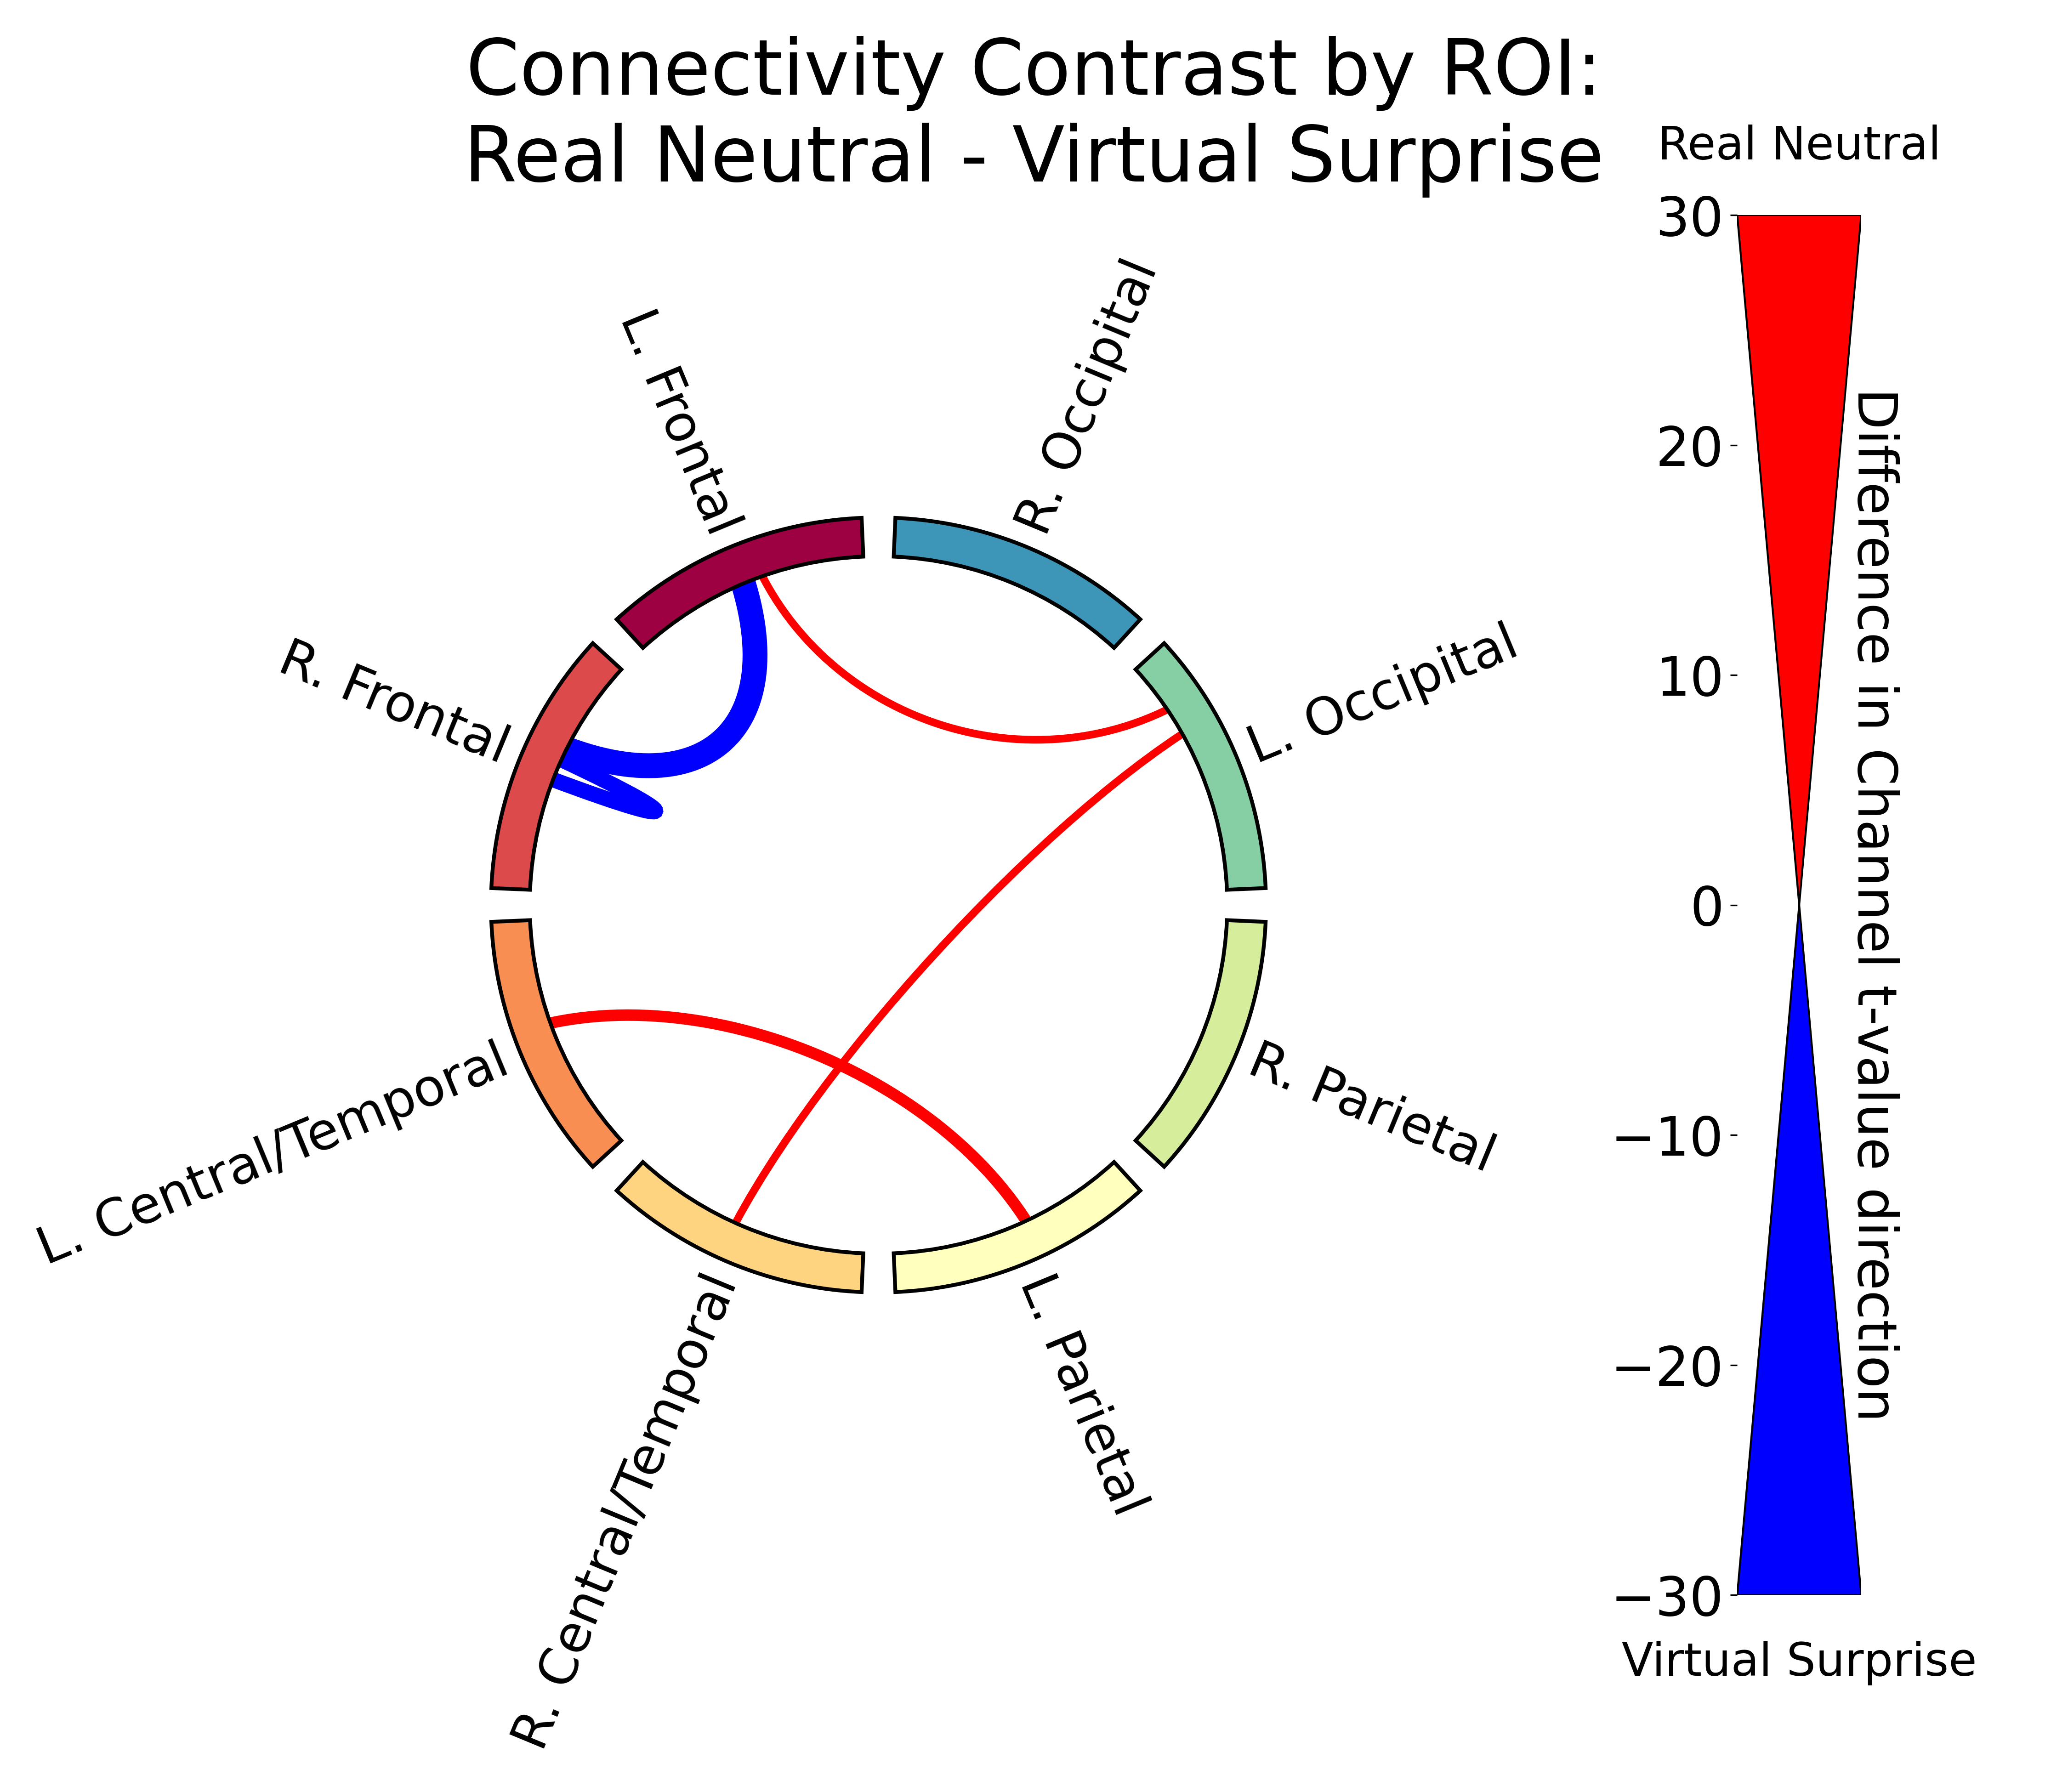 Connectivity Contrast by ROI:
Real Neutral - Virtual Surprise
Real Neutral
30
20
10
0
−10
−20
−30
Virtual Surprise
Difference in Channel t-value direction
L. Frontal
R. Occipital
R. Frontal
L. Occipital
L. Central/Temporal
R. Parietal
R. Central/Temporal
L. Parietal